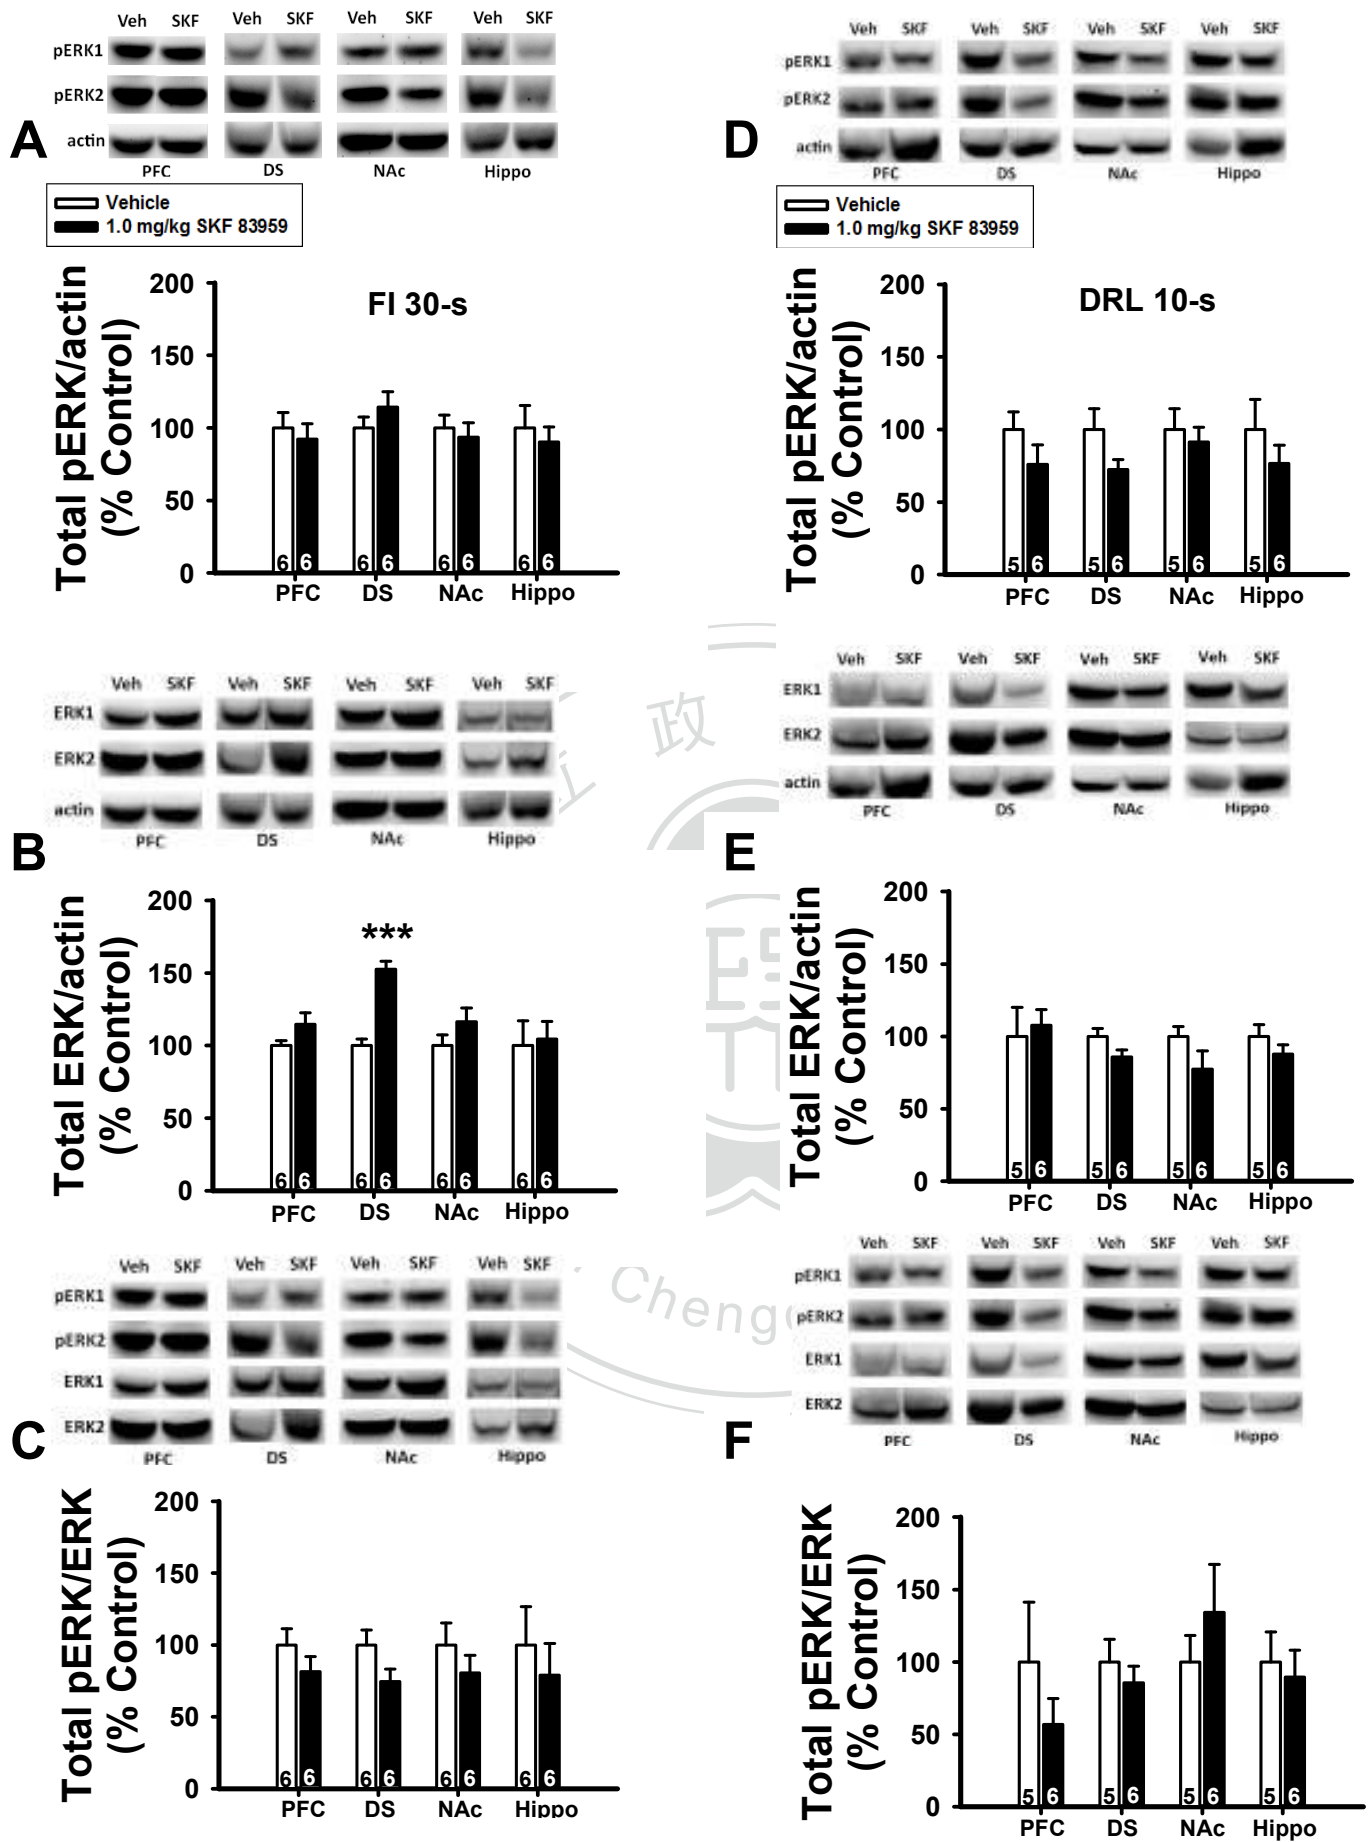 Veh SKF Veh SKF Veh SKF Veh SKF
pERK1
pERK2
actin
A
PFC DS NAc Hippo
Vehicle
1.0 mg/kg SKF 83959
FI 30-s
Total pERK/actin
(% Control)
200
150
100
50
0
6 6 6 6 6 6 6 6
PFC DS NAc Hippo
Veh SKF Veh SKF Veh SKF Veh SKF
ERK1
ERK2
actin
PFC DS NAc Hippo
B
Total ERK/actin
(% Control)
200
150
100
50
0
***
6 6 6 6 6 6 6 6
PFC DS NAc Hippo
Veh SKF Veh SKF Veh SKF Veh SKF
pERK1
pERK2
ERK1
ERK2
C
PFC DS NAc Hippo
Total pERK/ERK
(% Control)
200
150
100
50
0
6 6 6 6 6 6 6 6
PFC DS NAc Hippo
Veh SKF Veh SKF Veh SKF Veh SKF
pERK1
pERK2
actin
D
PFC DS NAc Hippo
Vehicle
1.0 mg/kg SKF 83959
DRL 10-s
Total pERK/actin
(% Control)
200
150
100
50
0
5 6 5 6 5 6 5 6
PFC DS NAc Hippo
Veh SKF Veh SKF Veh SKF Veh SKF
ERK1
ERK2
actin
PFC DS NAc Hippo
E
Total ERK/actin
(% Control)
200
150
100
50
0
5 6 5 6 5 6 5 6
PFC DS NAc Hippo
Veh SKF Veh SKF Veh SKF Veh SKF
pERK1
pERK2
ERK1
ERK2
F
PFC DS NAc Hippo
Total pERK/ERK
(% Control)
200
150
100
50
0
5 6 5 6 5 6 5 6
PFC DS NAc Hippo
政
Cheng